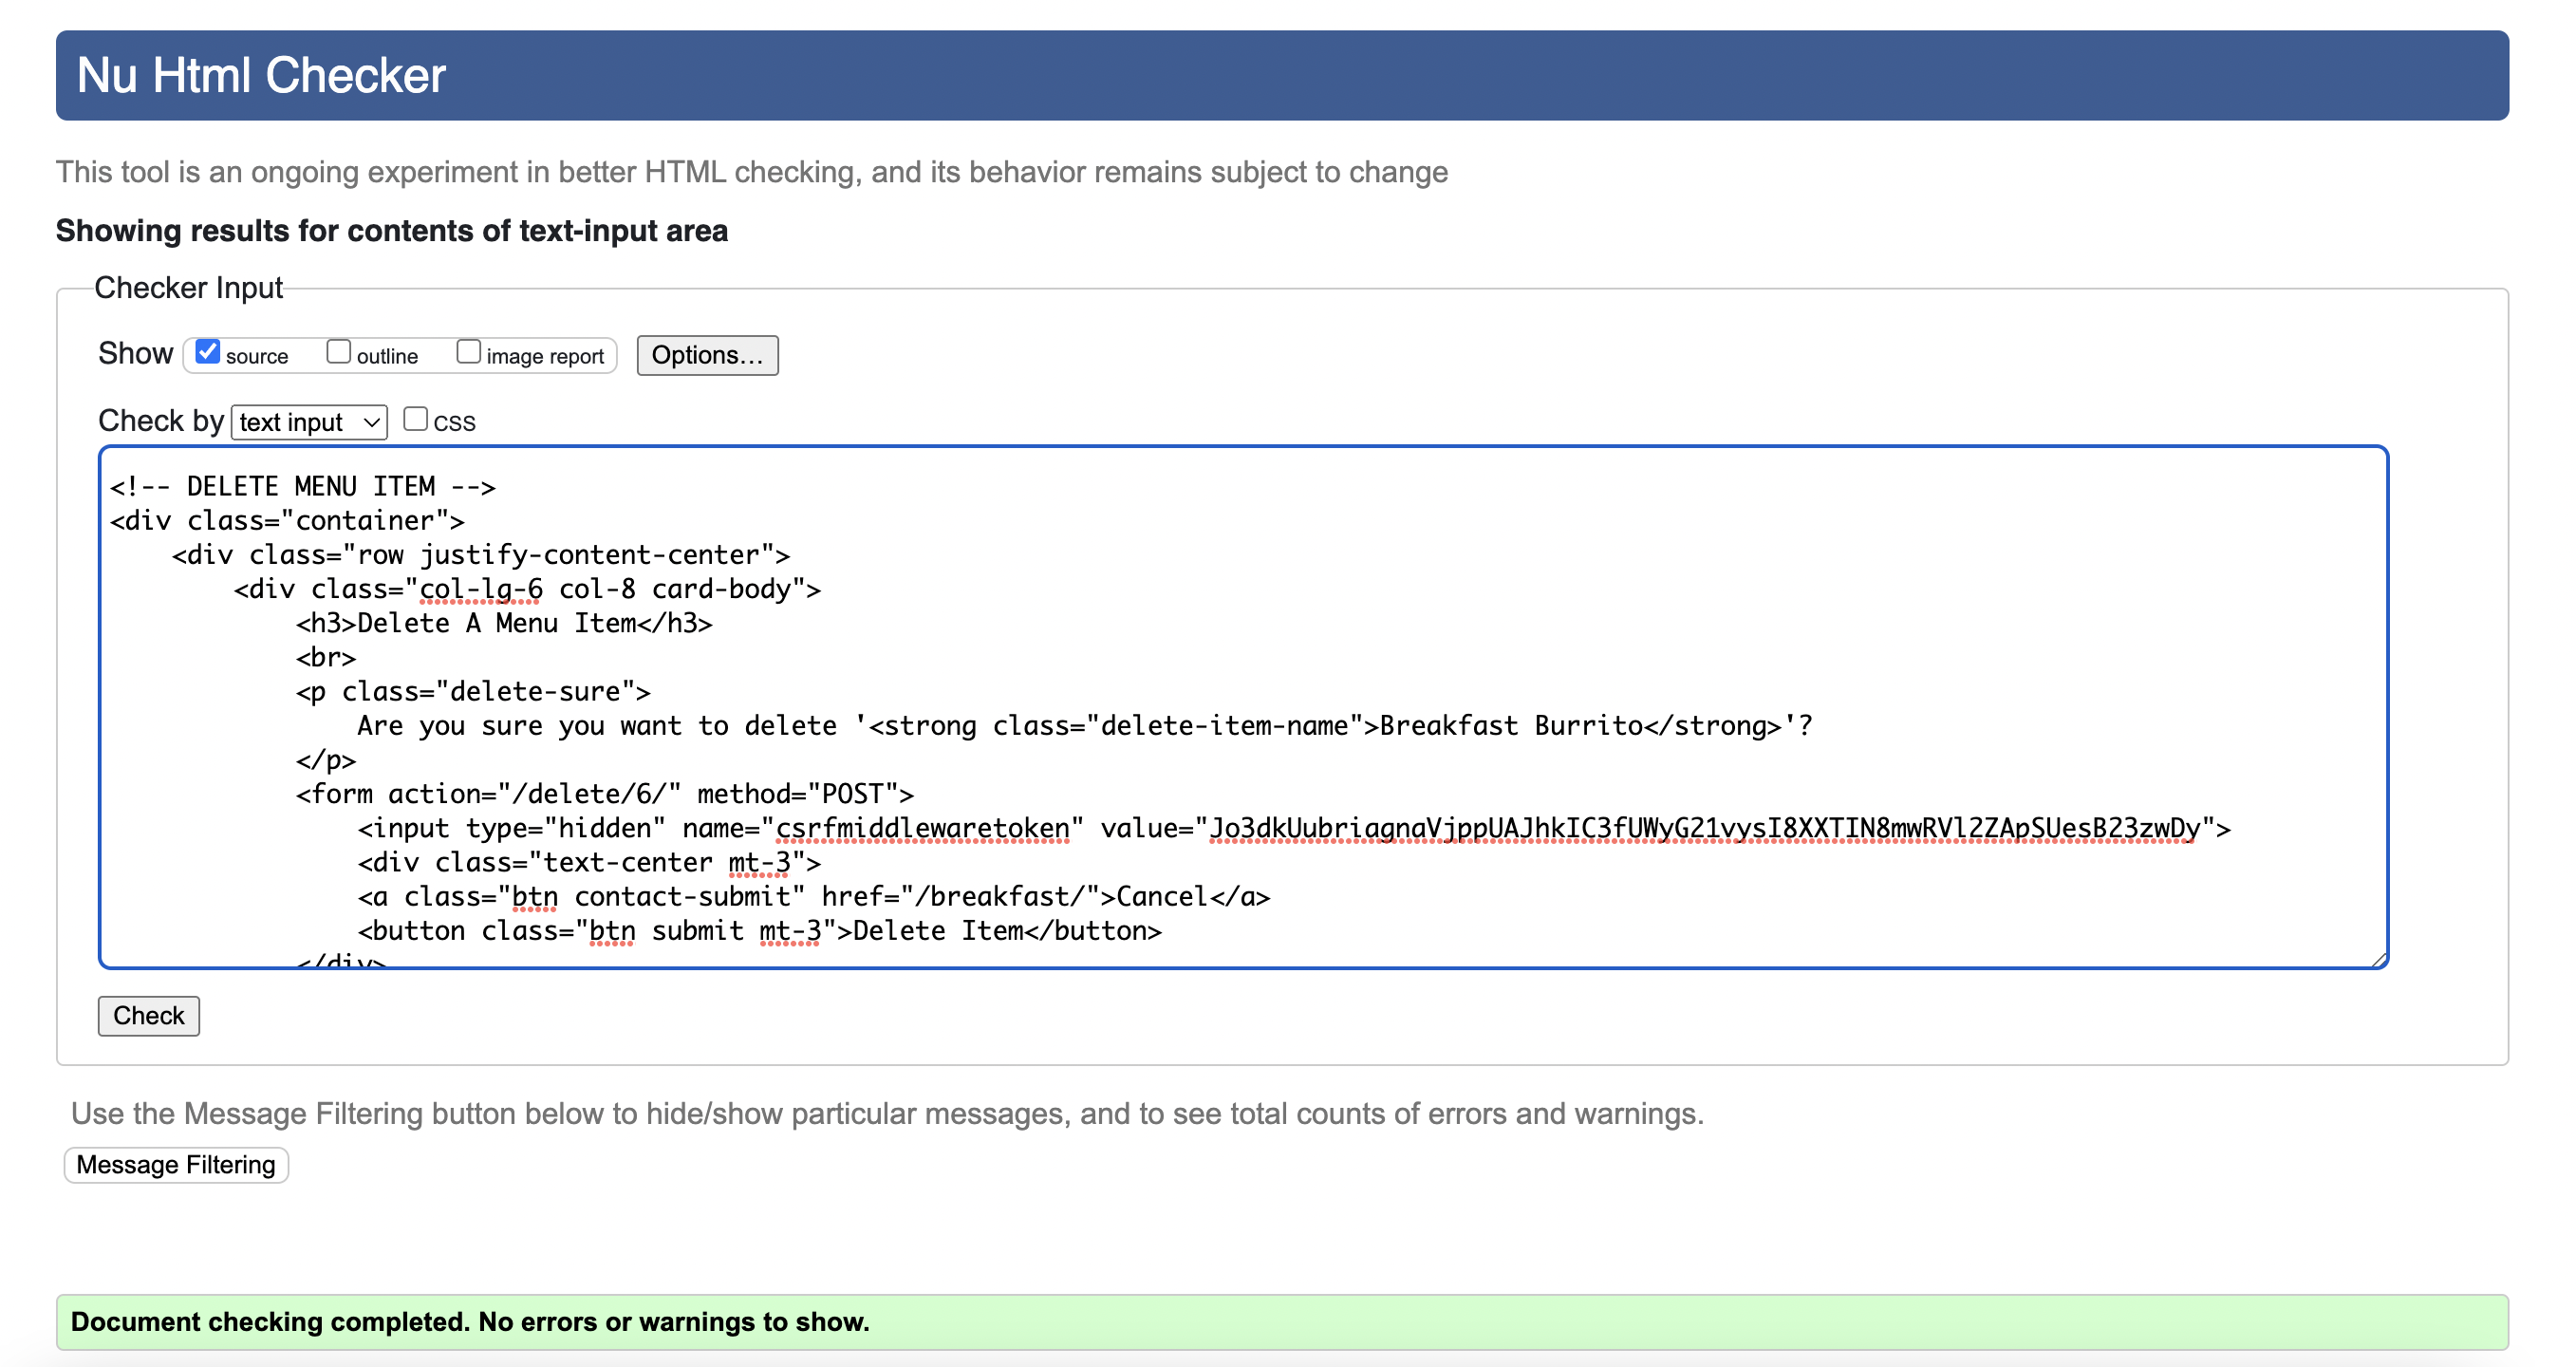 Nu Html Checker
This tool is an ongoing experiment in better HTML checking, and its behavior remains subject to change
Showing results for contents of text-input area
Checker Input
Show source outline image report Options...
Check by text input css
<!-- DELETE MENU ITEM -->
<div class="container">
<div class="row justify-content-center">
<div class="col-lg-6 col-8 card-body">
<h3>Delete A Menu Item</h3>
<br>
<p class="delete-sure">
Are you sure you want to delete '<strong class="delete-item-name">Breakfast Burrito</strong>'?
</p>
<form action="/delete/6/" method="POST">
<input type="hidden" name="csrfmiddlewaretoken" value="Jo3dkUubriagnaVjppUAJhkIC3fUWyG21vysI8XXTIN8mwRVl2ZApSUesB23zwDy">
<div class="text-center mt-3">
<a class="btn contact-submit" href="/breakfast/">Cancel</a>
<button class="btn submit mt-3">Delete Item</button>
</div>
Check
Use the Message Filtering button below to hide/show particular messages, and to see total counts of errors and warnings.
Message Filtering
Document checking completed. No errors or warnings to show.